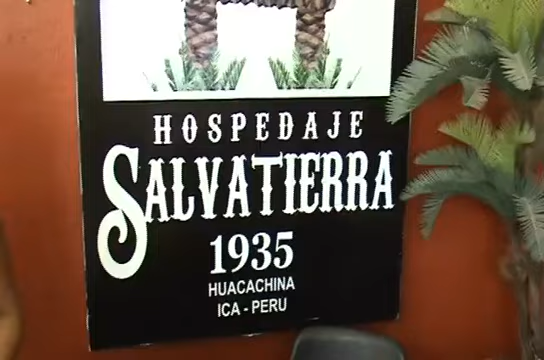 HOSPEDAJE
SALVATIERRA
1935
HUACACHINA
ICA - PERU